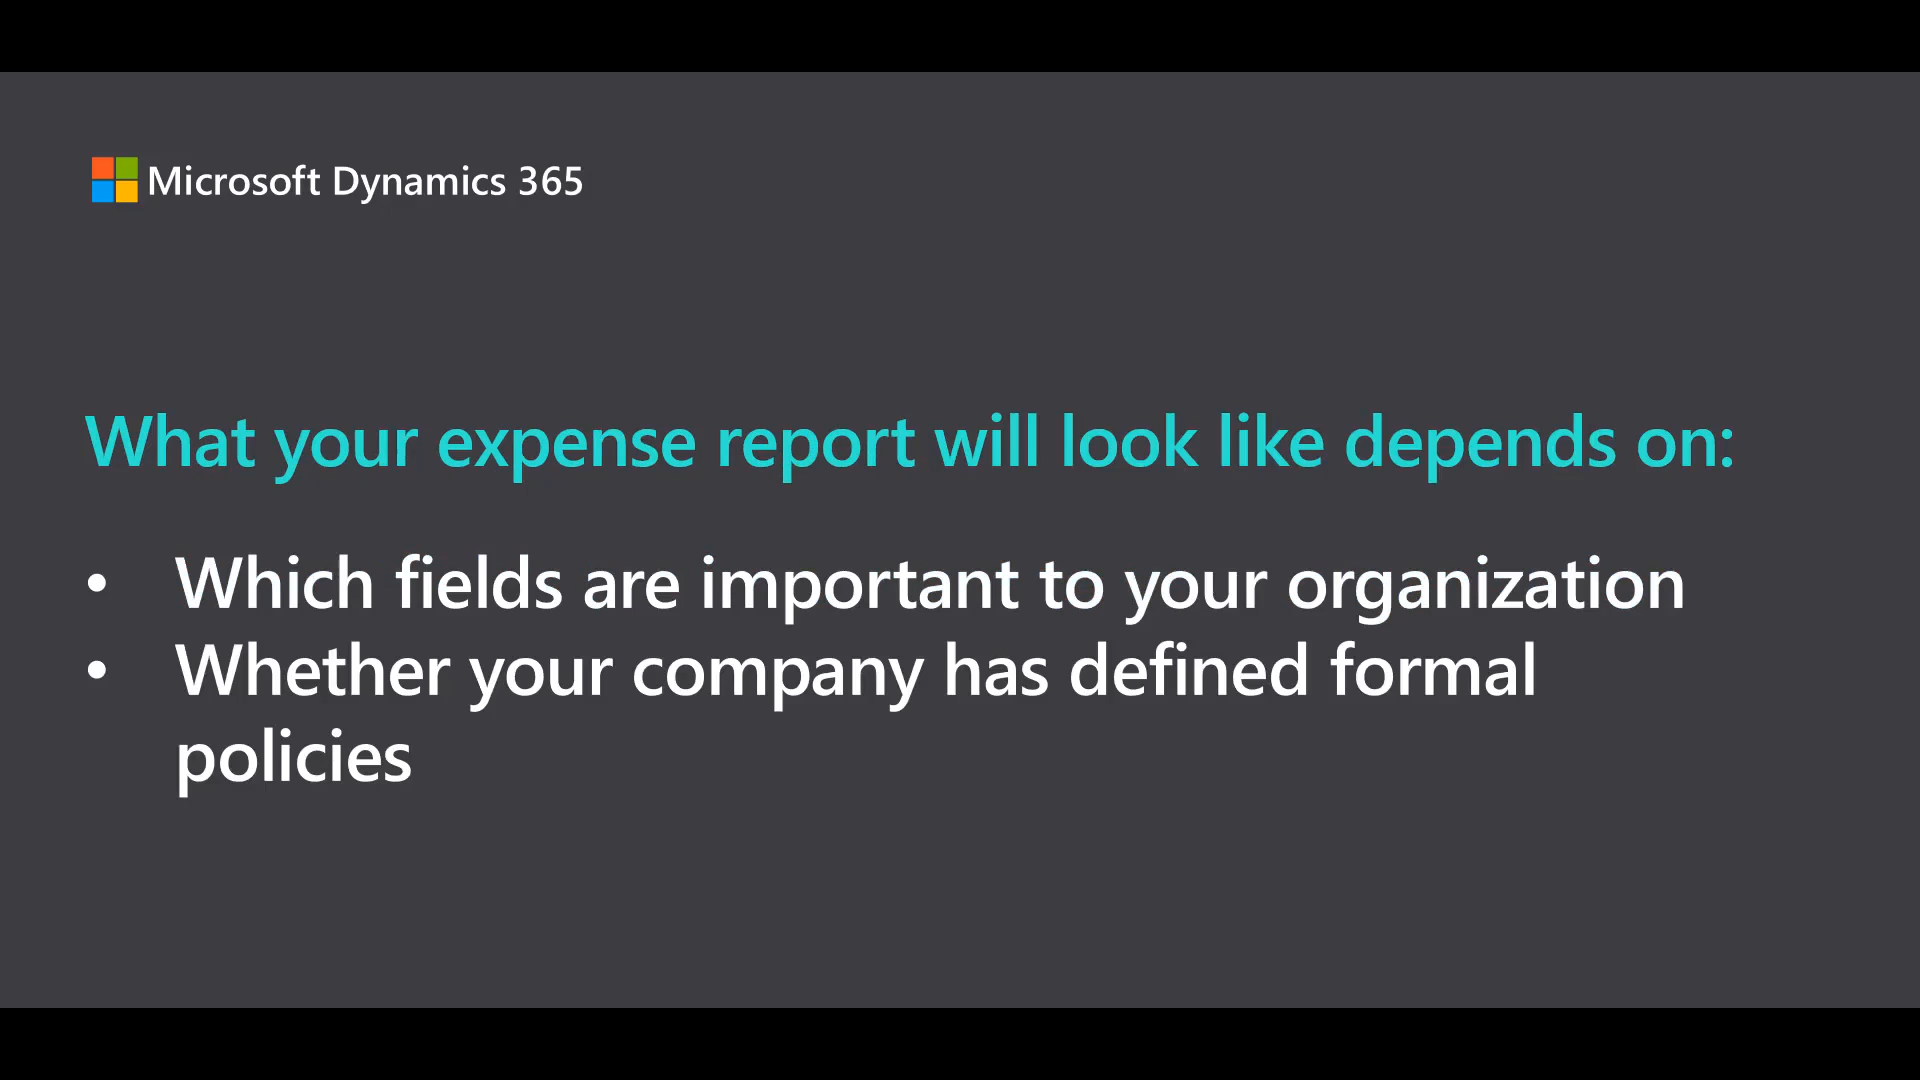 Microsoft Dynamics 365
What your expense report will look like depends on:
• Which fields are important to your organization
• Whether your company has defined formal
policies